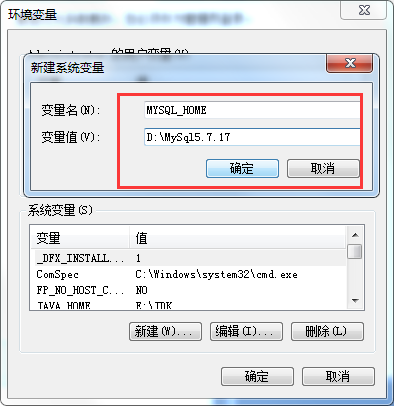 环境变量
Administrator 的用户变量(U)
新建系统变量
变量名(N):
MYSQL_HOME
变量值(V):
D:\MySql5.7.17
确定
取消
系统变量(S)
变量 值
_DFX_INSTALL... 1
ComSpec C:\Windows\system32\cmd.exe
FP_NO_HOST_C... NO
JAVA_HOME E:\JDK
新建(W)... 编辑(I)... 删除(L)
确定 取消